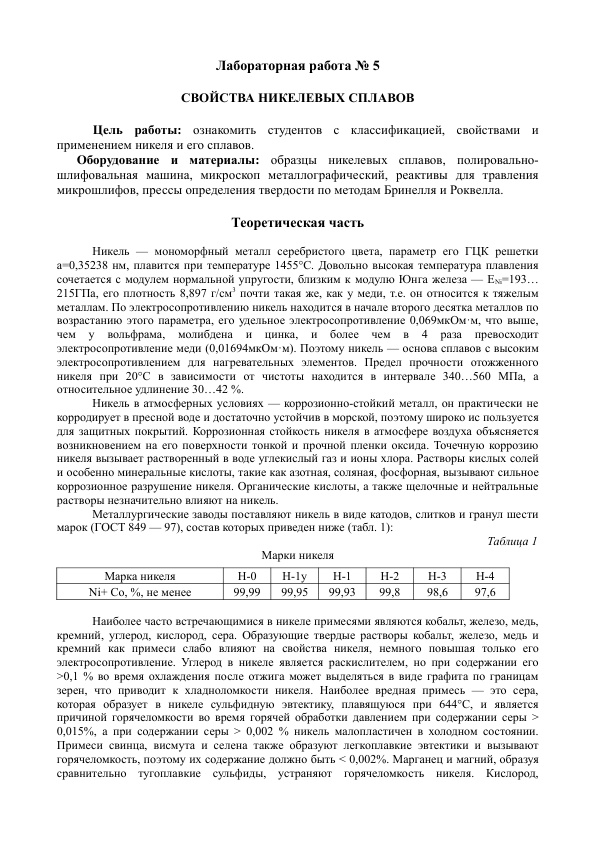 Лабораторная работа № 5
СВОЙСТВА НИКЕЛЕВЫХ СПЛАВОВ
Цель работы: ознакомить студентов с классификацией, свойствами и
применением никеля и его сплавов.
Оборудование и материалы: образцы никелевых сплавов, полировально-
шлифовальная машина, микроскоп металлографический, реактивы для травления
микрошлифов, прессы определения твердости по методам Бринелля и Роквелла.
Теоретическая часть
Никель — мономорфный металл серебристого цвета, параметр его ГЦК решетки
а=0,35238 нм, плавится при температуре 1455°С. Довольно высокая температура плавления
сочетается с модулем нормальной упругости, близким к модулю Юнга железа — ENi=193…
215ГПа, его плотность 8,897 г/см³ почти такая же, как у меди, т.е. он относится к тяжелым
металлам. По электросопротивлению никель находится в начале второго десятка металлов по
возрастанию этого параметра, его удельное электросопротивление 0,069мкОм·м, что выше,
чем у вольфрама, молибдена и цинка, и более чем в 4 раза превосходит
электросопротивление меди (0,01694мкОм·м). Поэтому никель — основа сплавов с высоким
электросопротивлением для нагревательных элементов. Предел прочности отожженного
никеля при 20°С в зависимости от чистоты находится в интервале 340…560 МПа, а
относительное удлинение 30…42 %.
Никель в атмосферных условиях — коррозионно-стойкий металл, он практически не
корродирует в пресной воде и достаточно устойчив в морской, поэтому широко ис пользуется
для защитных покрытий. Коррозионная стойкость никеля в атмосфере воздуха объясняется
возникновением на его поверхности тонкой и прочной пленки оксида. Точечную коррозию
никеля вызывает растворенный в воде углекислый газ и ионы хлора. Растворы кислых солей
и особенно минеральные кислоты, такие как азотная, соляная, фосфорная, вызывают сильное
коррозионное разрушение никеля. Органические кислоты, а также щелочные и нейтральные
растворы незначительно влияют на никель.
Металлургические заводы поставляют никель в виде катодов, слитков и гранул шести
марок (ГОСТ 849 — 97), состав которых приведен ниже (табл. 1):
Таблица 1
Марки никеля
Марка никеля Н-0 Н-1у Н-1 Н-2 Н-3 Н-4
Ni+ Co, %, не менее 99,99 99,95 99,93 99,8 98,6 97,6
Наиболее часто встречающимися в никеле примесями являются кобальт, железо, медь,
кремний, углерод, кислород, сера. Образующие твердые растворы кобальт, железо, медь и
кремний как примеси слабо влияют на свойства никеля, немного повышая только его
электросопротивление. Углерод в никеле является раскислителем, но при содержании его
>0,1 % во время охлаждения после отжига может выделяться в виде графита по границам
зерен, что приводит к хладноломкости никеля. Наиболее вредная примесь — это сера,
которая образует в никеле сульфидную эвтектику, плавящуюся при 644°С, и является
причиной горячеломкости во время горячей обработки давлением при содержании серы >
0,015%, а при содержании серы > 0,002 % никель малопластичен в холодном состоянии.
Примеси свинца, висмута и селена также образуют легкоплавкие эвтектики и вызывают
горячеломкость, поэтому их содержание должно быть < 0,002%. Марганец и магний, образуя
сравнительно тугоплавкие сульфиды, устраняют горячеломкость никеля. Кислород,